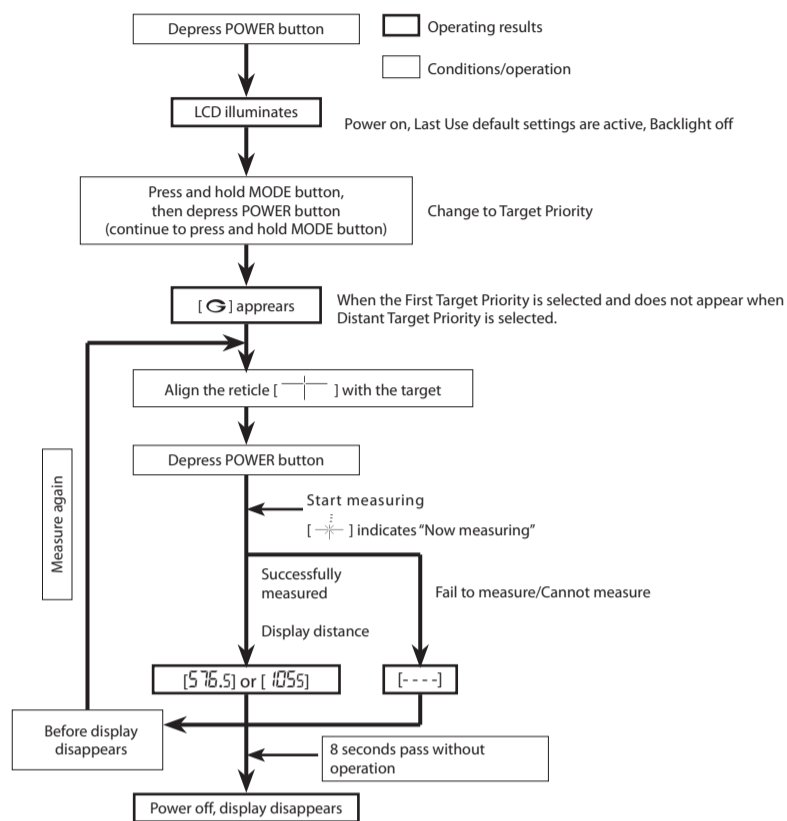 Depress POWER button
Operating results
Conditions/operation
LCD illuminates
Power on, Last Use default settings are active, Backlight off
Press and hold MODE button,
then depress POWER button
(continue to press and hold MODE button)
Change to Target Priority
[ G ] apprears
When the First Target Priority is selected and does not appear when
Distant Target Priority is selected.
Align the reticle [ ] with the target
Depress POWER button
Measure again
Start measuring
[ ] indicates “Now measuring”
Successfully
measured
Fail to measure/Cannot measure
Display distance
[576.5] or [ 1055]
[- - - -]
Before display
disappears
8 seconds pass without
operation
Power off, display disappears